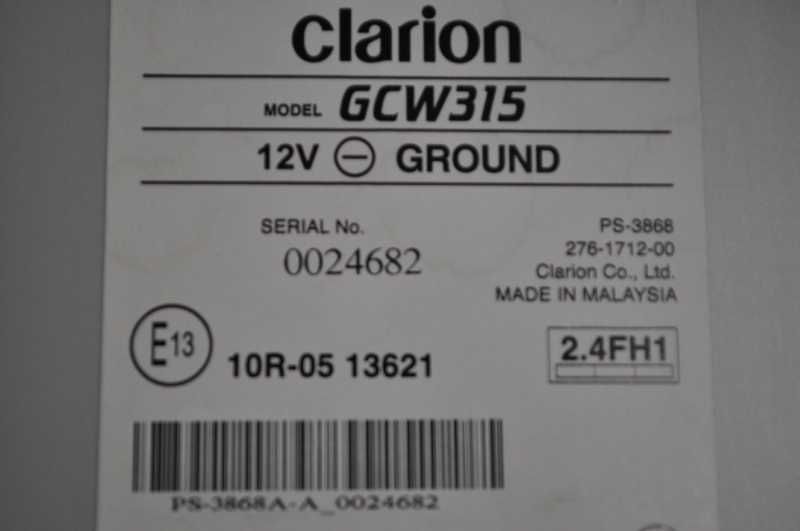 clarion
MODEL GCW315
12V ⊖ GROUND
SERIAL No.
0024682
PS-3868
276-1712-00
Clarion Co., Ltd.
MADE IN MALAYSIA
E13
10R-05 13621
2.4FH1
PS-3868A-A_0024682